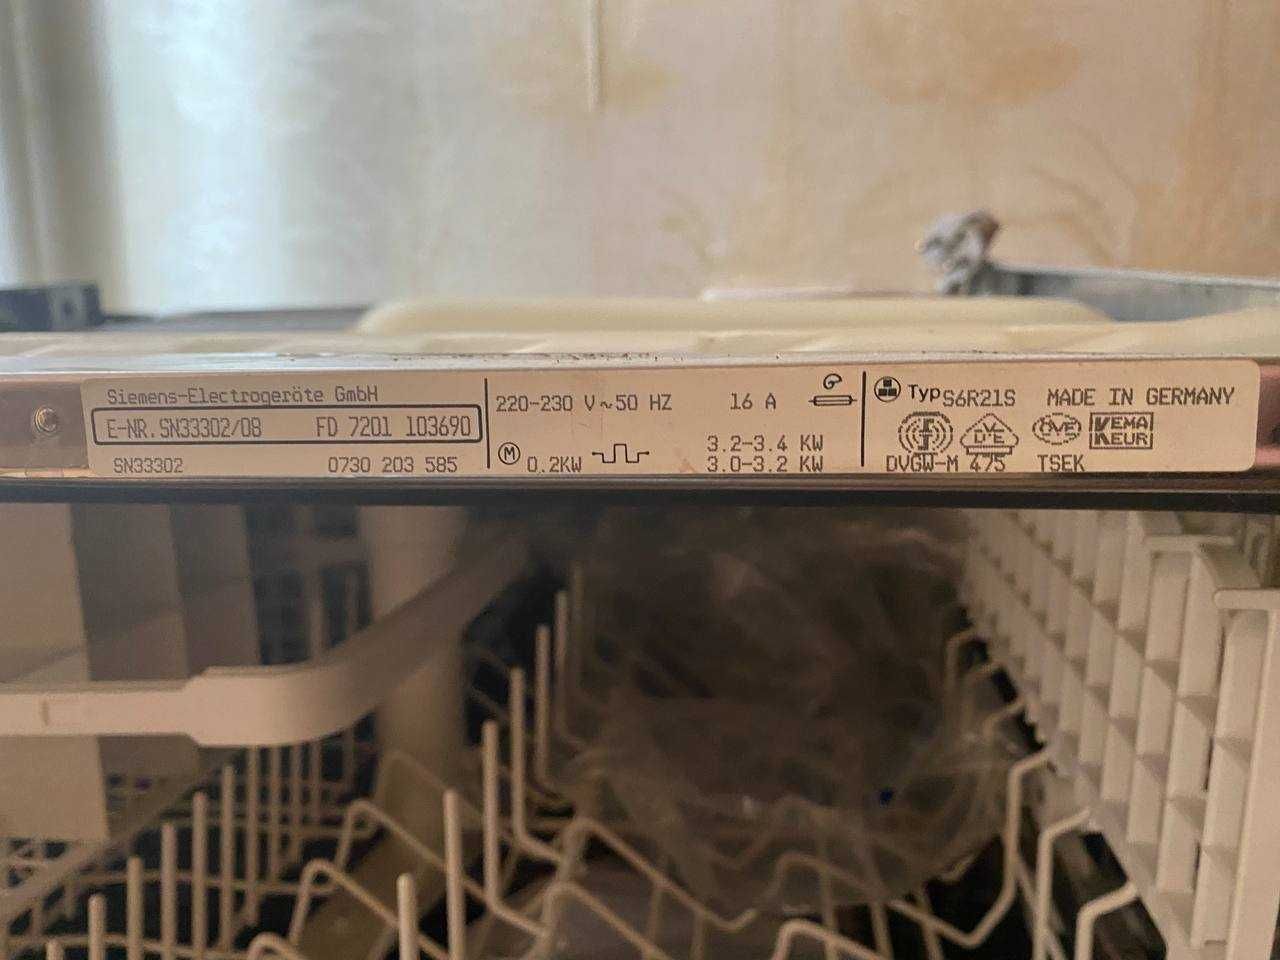 Siemens-Electrogeräte GmbH
E-NR. SN33302/08 FD 7201 103690
SN33302 0730 203 585
220-230 V~50 HZ 16 A
3.2-3.4 KW
M 0.2KW 3.0-3.2 KW
Typ S6R21S MADE IN GERMANY
VDE ÖVE KEMA KEUR
DVGW-M 475 TSEK